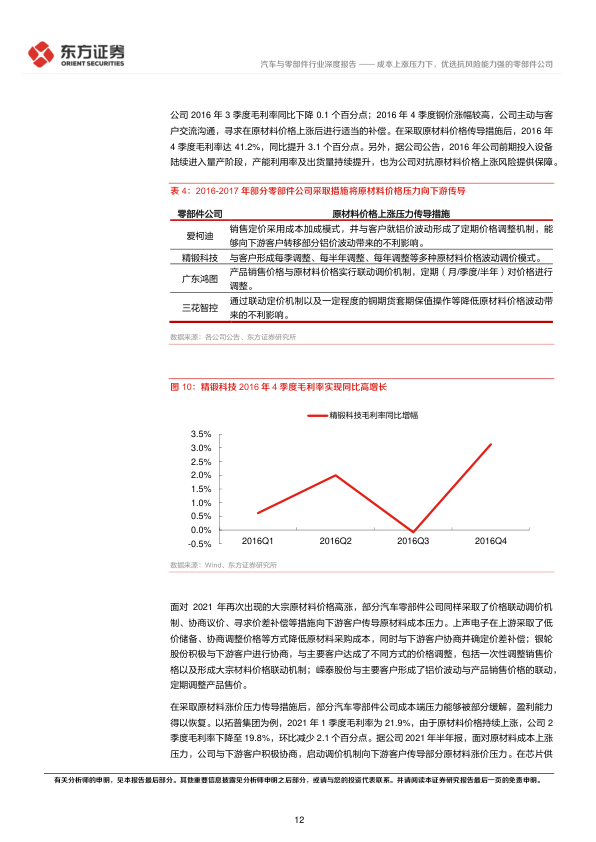 东方证券
ORIENT SECURITIES
汽车与零部件行业深度报告 —— 成本上涨压力下，优选抗风险能力强的零部件公司
公司 2016 年 3 季度毛利率同比下降 0.1 个百分点；2016 年 4 季度钢价涨幅较高，公司主动与客
户交流沟通，寻求在原材料价格上涨后进行适当的补偿。在采取原材料价格传导措施后，2016 年
4 季度毛利率达 41.2%，同比提升 3.1 个百分点。另外，据公司公告，2016 年公司前期投入设备
陆续进入量产阶段，产能利用率及出货量持续提升，也为公司对抗原材料价格上涨风险提供保障。
表 4：2016-2017 年部分零部件公司采取措施将原材料价格压力向下游传导
零部件公司 原材料价格上涨压力传导措施
爱柯迪 销售定价采用成本加成模式，并与客户就铝价波动形成了定期价格调整机制，能
够向下游客户转移部分铝价波动带来的不利影响。
精锻科技 与客户形成每季调整、每半年调整、每年调整等多种原材料价格波动调价模式。
广东鸿图 产品销售价格与原材料价格实行联动调价机制，定期（月/季度/半年）对价格进行
调整。
三花智控 通过联动定价机制以及一定程度的铜期货套期保值操作等降低原材料价格波动带
来的不利影响。
数据来源：各公司公告、东方证券研究所
图 10：精锻科技 2016 年 4 季度毛利率实现同比高增长
精锻科技毛利率同比增幅
3.5%
3.0%
2.5%
2.0%
1.5%
1.0%
0.5%
0.0%
-0.5%
2016Q1 2016Q2 2016Q3 2016Q4
数据来源：Wind、东方证券研究所
面对 2021 年再次出现的大宗原材料价格高涨，部分汽车零部件公司同样采取了价格联动调价机
制、协商议价、寻求价差补偿等措施向下游客户传导原材料成本压力。上声电子在上游采取了低
价储备、协商调整价格等方式降低原材料采购成本，同时与下游客户协商并确定价差补偿；银轮
股份积极与下游客户进行协商，与主要客户达成了不同方式的价格调整，包括一次性调整销售价
格以及形成大宗材料价格联动机制；嵘泰股份与主要客户形成了铝价波动与产品销售价格的联动，
定期调整产品售价。
在采取原材料涨价压力传导措施后，部分汽车零部件公司成本端压力能够被部分缓解，盈利能力
得以恢复。以拓普集团为例，2021 年 1 季度毛利率为 21.9%，由于原材料价格持续上涨，公司 2
季度毛利率下降至 19.8%，环比减少 2.1 个百分点。据公司 2021 年半年报，面对原材料成本上涨
压力，公司与下游客户积极协商，启动调价机制向下游客户传导部分原材料涨价压力。在芯片供
有关分析师的申明，见本报告最后部分。其他重要信息披露见分析师申明之后部分，或请与您的投资代表联系。并请阅读本证券研究报告最后一页的免责申明。
12